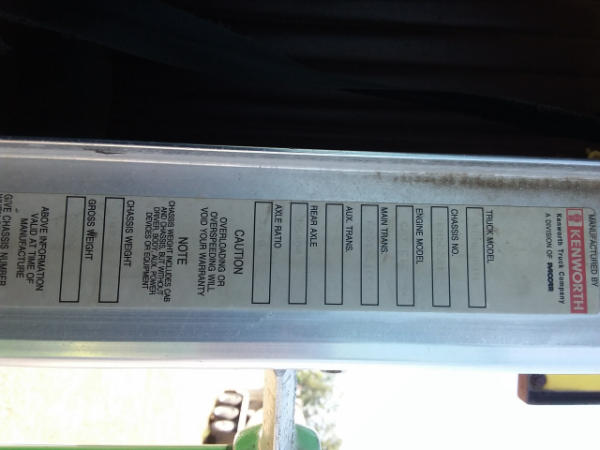 MANUFACTURED BY
KENWORTH
Kenworth Truck Company
A DIVISION OF PACCAR
TRUCK MODEL
CHASSIS NO.
ENGINE MODEL
MAIN TRANS.
AUX. TRANS.
REAR AXLE
AXLE RATIO
CAUTION
OVERLOADING OR
OVERSPEEDING WILL
VOID YOUR WARRANTY
NOTE
CHASSIS WEIGHT INCLUDES CAB
AND CHASSIS, BUT WITHOUT
DRIVER, BODY, AUX. POWER
DEVICES OR EQUIPMENT
CHASSIS WEIGHT
GROSS WEIGHT
ABOVE INFORMATION
VALID AT TIME OF
MANUFACTURE
GIVE CHASSIS NUMBER